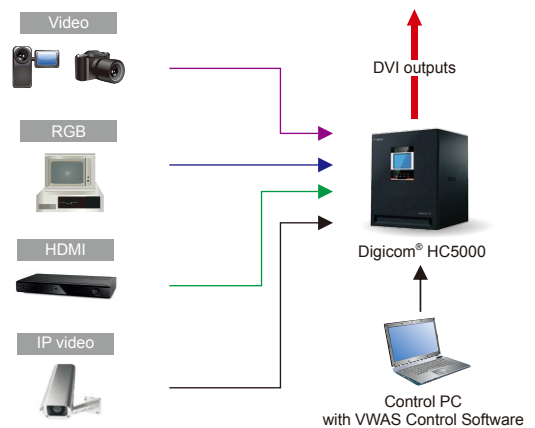 Video
DVI outputs
RGB
HDMI
Digicom® HC5000
IP video
Control PC
with VWAS Control Software